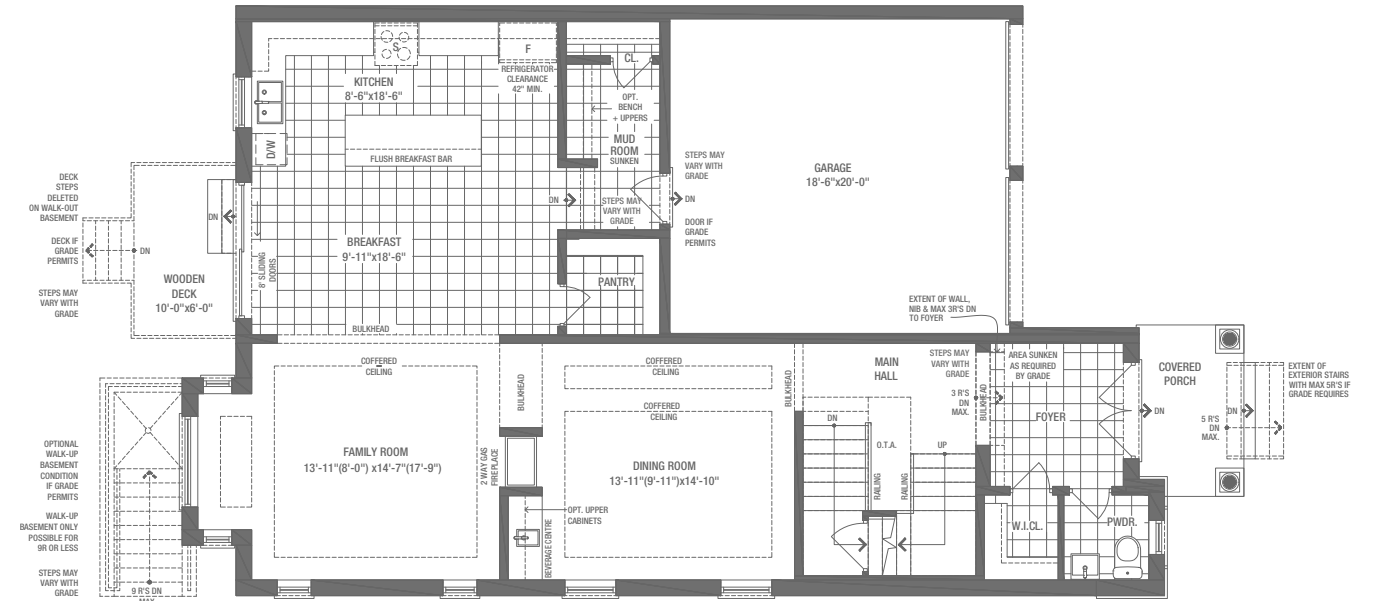 S
F
REFRIGERATOR
CLEARANCE
42" MIN.
KITCHEN
8'-6"x18'-6"
D/W
FLUSH BREAKFAST BAR
CL.
OPT.
BENCH
+ UPPERS
MUD
ROOM
SUNKEN
STEPS MAY
VARY WITH
GRADE
DN
STEPS MAY
VARY WITH
GRADE
DN
DOOR IF
GRADE
PERMITS
GARAGE
18'-6"x20'-0"
DECK
STEPS
DELETED
ON WALK-OUT
BASEMENT
DECK IF
GRADE
PERMITS
STEPS MAY
VARY WITH
GRADE
DN
DN
WOODEN
DECK
10'-0"x6'-0"
8' SLIDING
DOORS
BREAKFAST
9'-11"x18'-6"
PANTRY
BULKHEAD
EXTENT OF WALL,
NIB & MAX 3R'S DN
TO FOYER
COFFERED
CEILING
BULKHEAD
COFFERED
CEILING
COFFERED
CEILING
BULKHEAD
MAIN
HALL
STEPS MAY
VARY WITH
GRADE
3 R'S
DN
MAX.
BULKHEAD
AREA SUNKEN
AS REQUIRED
BY GRADE
FOYER
COVERED
PORCH
DN
5 R'S
DN
MAX.
DN
EXTENT OF
EXTERIOR STAIRS
WITH MAX 5R'S IF
GRADE REQUIRES
DN
O.T.A.
UP
RAILING
RAILING
FAMILY ROOM
13'-11"(8'-0") x14'-7"(17'-9")
2 WAY GAS
FIREPLACE
DINING ROOM
13'-11"(9'-11")x14'-10"
OPT. UPPER
CABINETS
BEVERAGE CENTRE
W.I.CL.
PWDR.
OPTIONAL
WALK-UP
BASEMENT
CONDITION
IF GRADE
PERMITS
WALK-UP
BASEMENT ONLY
POSSIBLE FOR
9R OR LESS
STEPS MAY
VARY WITH
GRADE
9 R'S DN
MAX